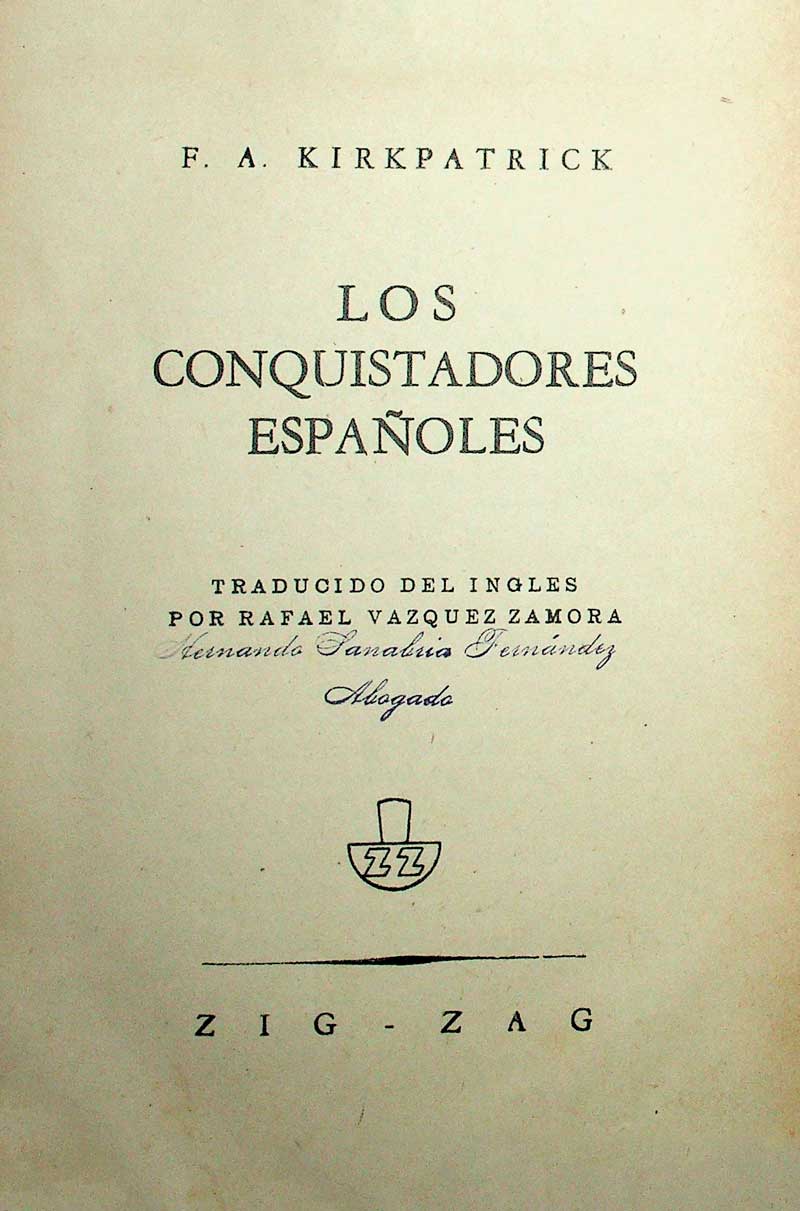 F. A. KIRKPATRICK
LOS
CONQUISTADORES
ESPAÑOLES
TRADUCIDO DEL INGLES
POR RAFAEL VAZQUEZ ZAMORA
Hernando Sanabria Fernández
Abogado
ZZ
ZIG-ZAG